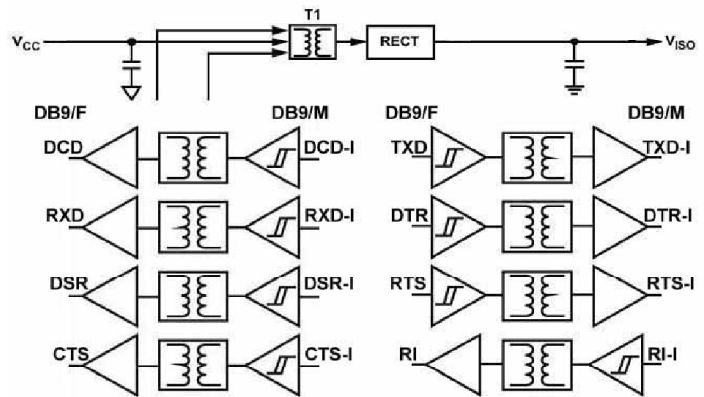 T1
VCC RECT VISO
DB9/F DB9/M DB9/F DB9/M
DCD DCD-I TXD TXD-I
RXD RXD-I DTR DTR-I
DSR DSR-I RTS RTS-I
CTS CTS-I RI RI-I